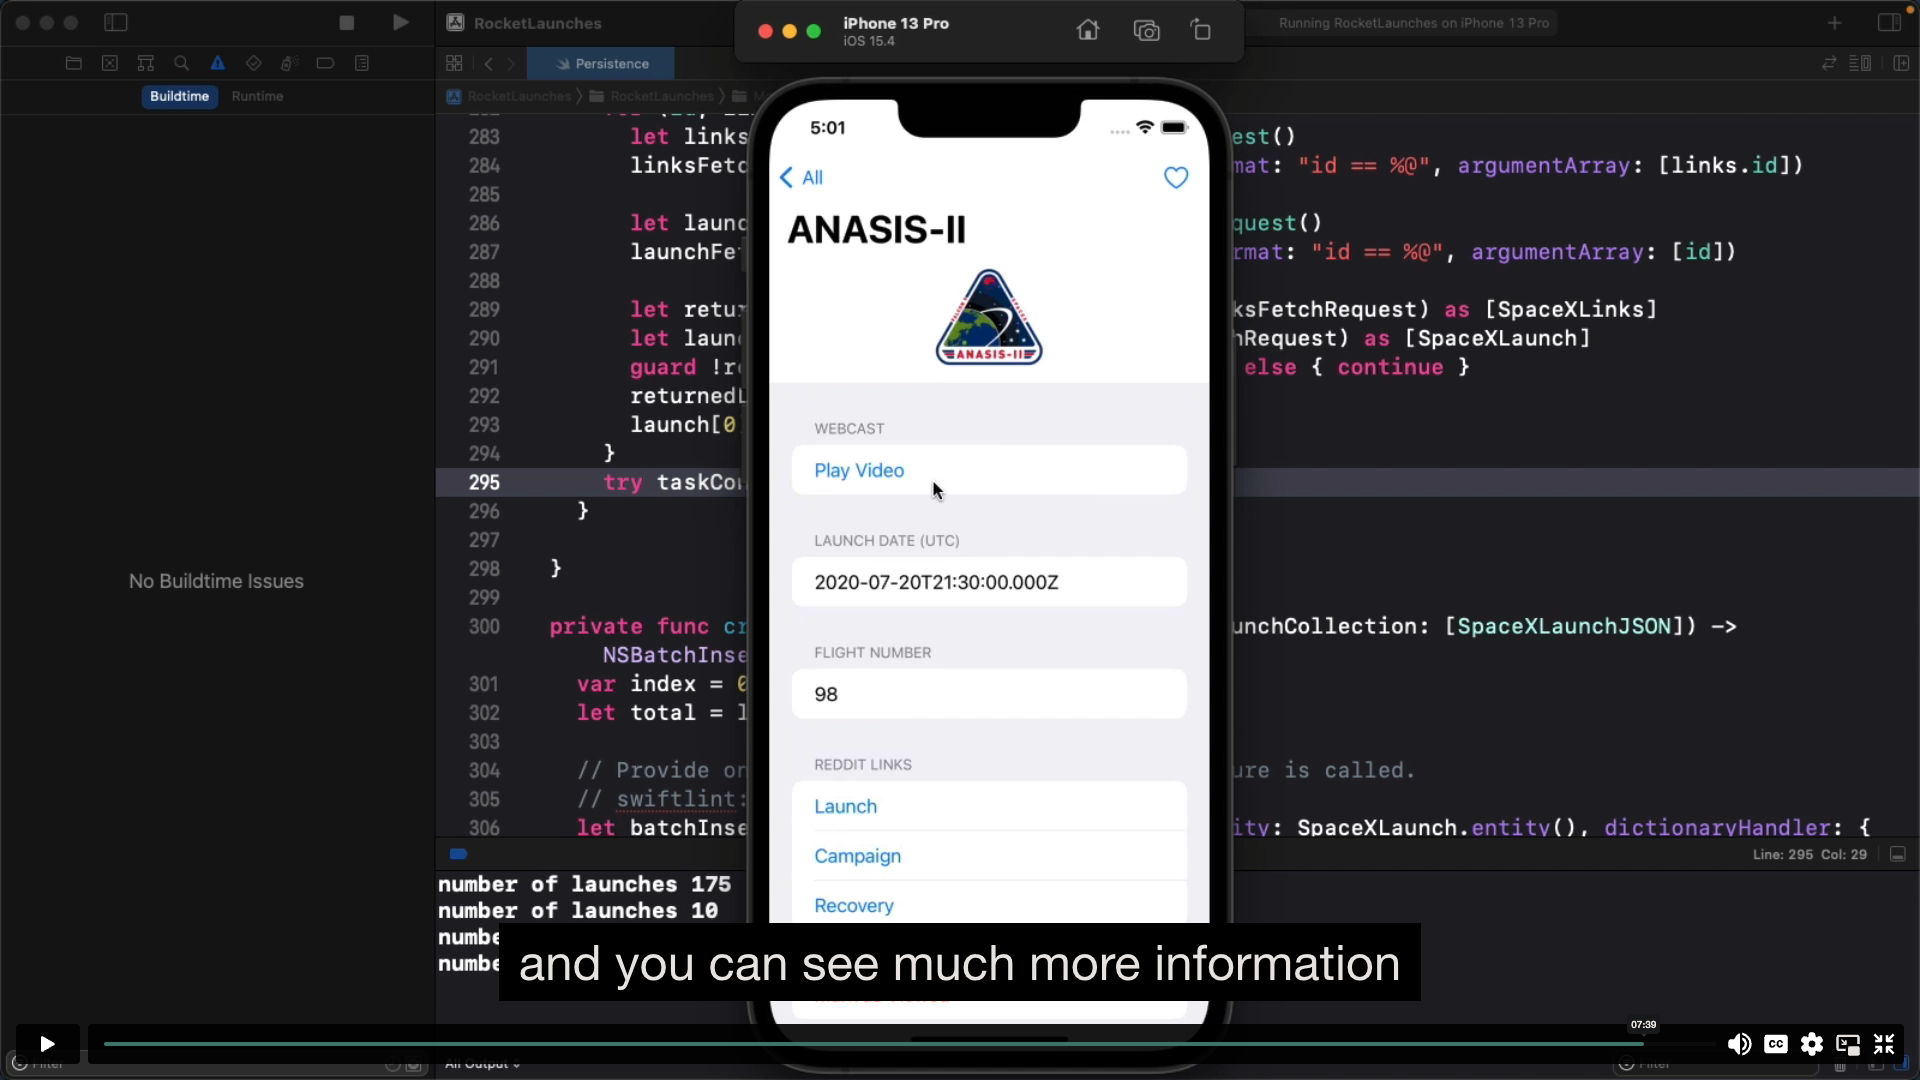 RocketLaunches
iPhone 13 Pro
iOS 15.4
Running RocketLaunches on iPhone 13 Pro
Persistence
Buildtime
Runtime
RocketLaunches
RocketLaunches
283 let links
est()
284 linksFetc
mat: "id == %@", argumentArray: [links.id])
285
286 let launc
quest()
287 launchFe
rmat: "id == %@", argumentArray: [id])
288
289 let retur
ksFetchRequest) as [SpaceXLinks]
290 let laun
hRequest) as [SpaceXLaunch]
291 guard !r
else { continue }
292 returnedL
293 launch[0
294 }
295 try taskCo
296 }
297
298 }
299
300 private func cr
unchCollection: [SpaceXLaunchJSON]) ->
NSBatchInse
301 var index = 0
302 let total = l
303
304 // Provide on
ure is called.
305 // swiftlint:
306 let batchInse
ity: SpaceXLaunch.entity(), dictionaryHandler: {
No Buildtime Issues
5:01
All
ANASIS-II
ANASIS-II
WEBCAST
Play Video
LAUNCH DATE (UTC)
2020-07-20T21:30:00.000Z
FLIGHT NUMBER
98
REDDIT LINKS
Launch
Campaign
Recovery
Line: 295 Col: 29
number of launches 175
number of launches 10
numbe
numbe
and you can see much more information
07:39
CC
Filter
All Output
Filter